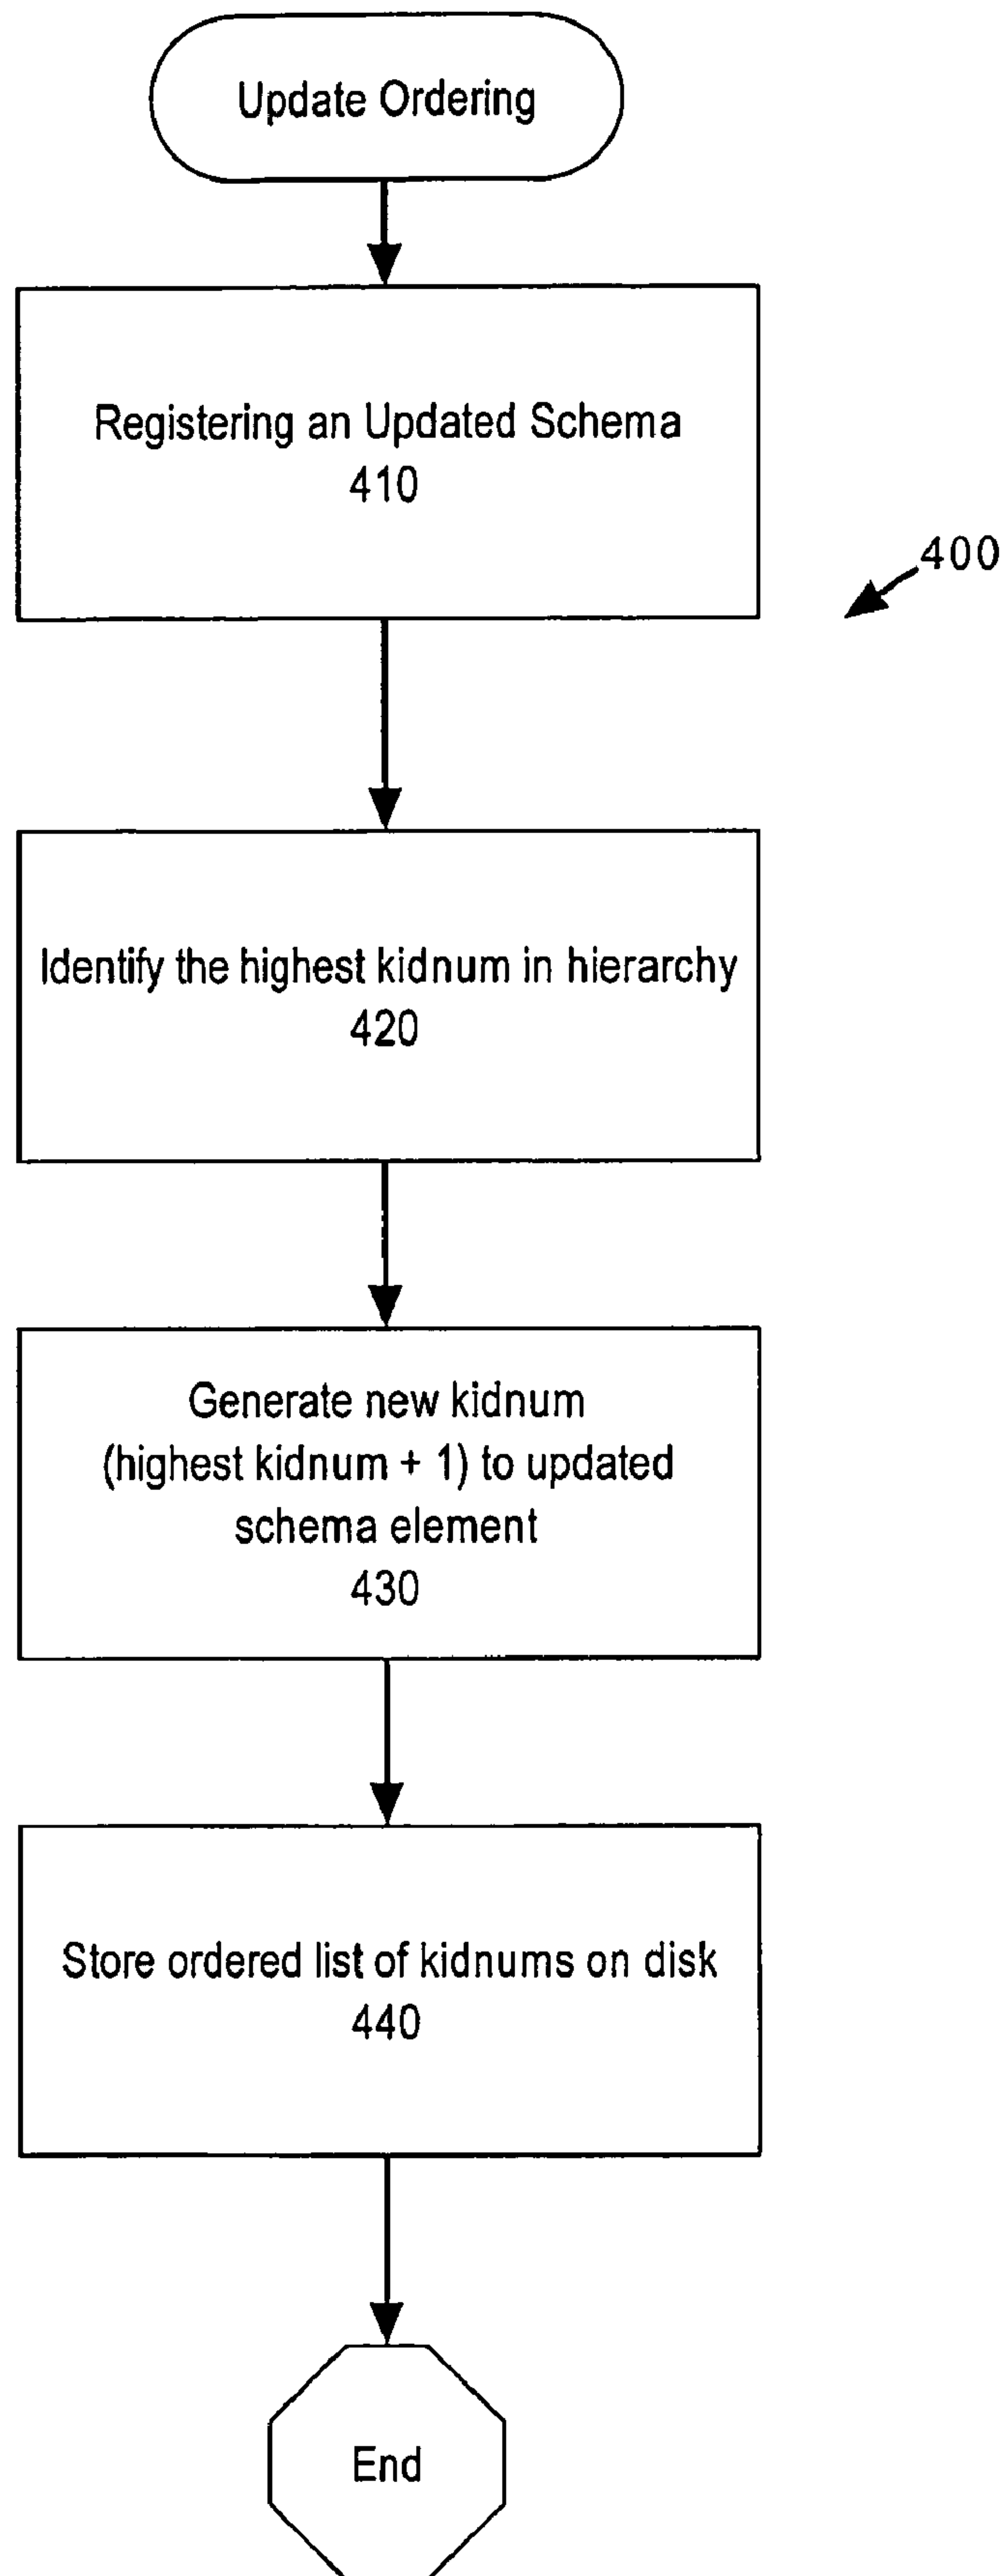 Update Ordering
Registering an Updated Schema
410
400
Identify the highest kidnum in hierarchy
420
Generate new kidnum
(highest kidnum + 1) to updated
schema element
430
Store ordered list of kidnums on disk
440
End